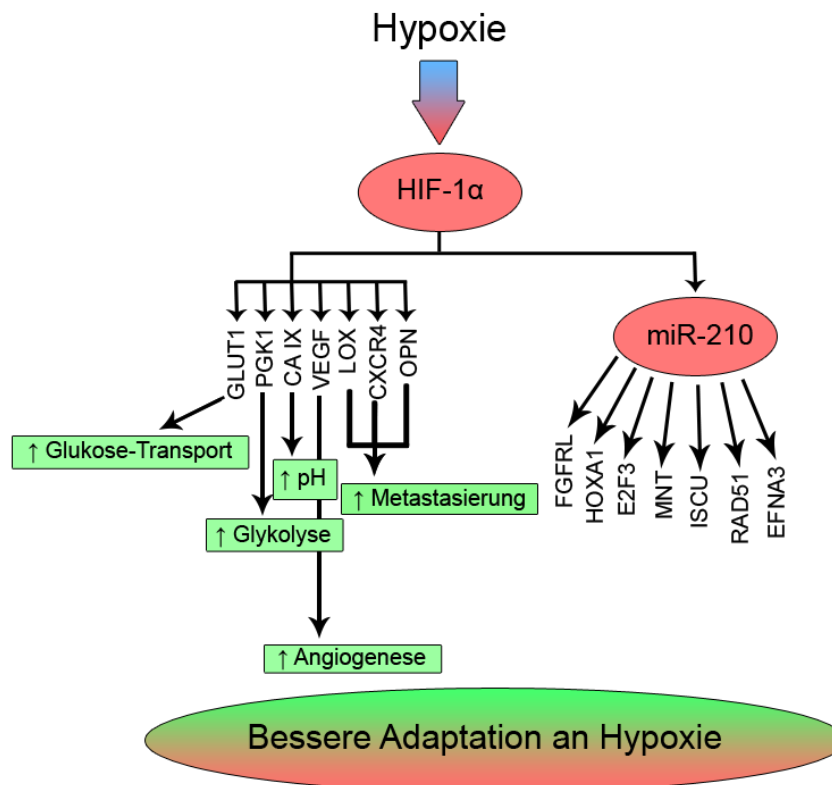 Hypoxie
HIF-1α
miR-210
GLUT1
PGK1
CA IX
VEGF
LOX
CXCR4
OPN
FGFRL
HOXA1
E2F3
MNT
ISCU
RAD51
EFNA3
↑ Glukose-Transport
↑ pH
↑ Metastasierung
↑ Glykolyse
↑ Angiogenese
Bessere Adaptation an Hypoxie